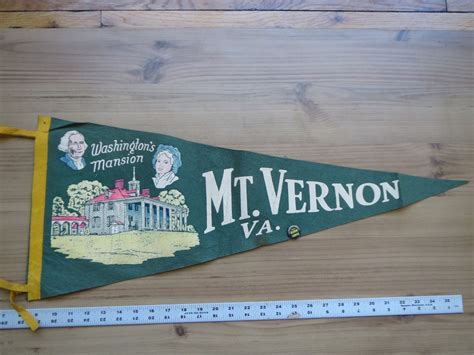 Washington's
Mansion
MT. VERNON
VA.